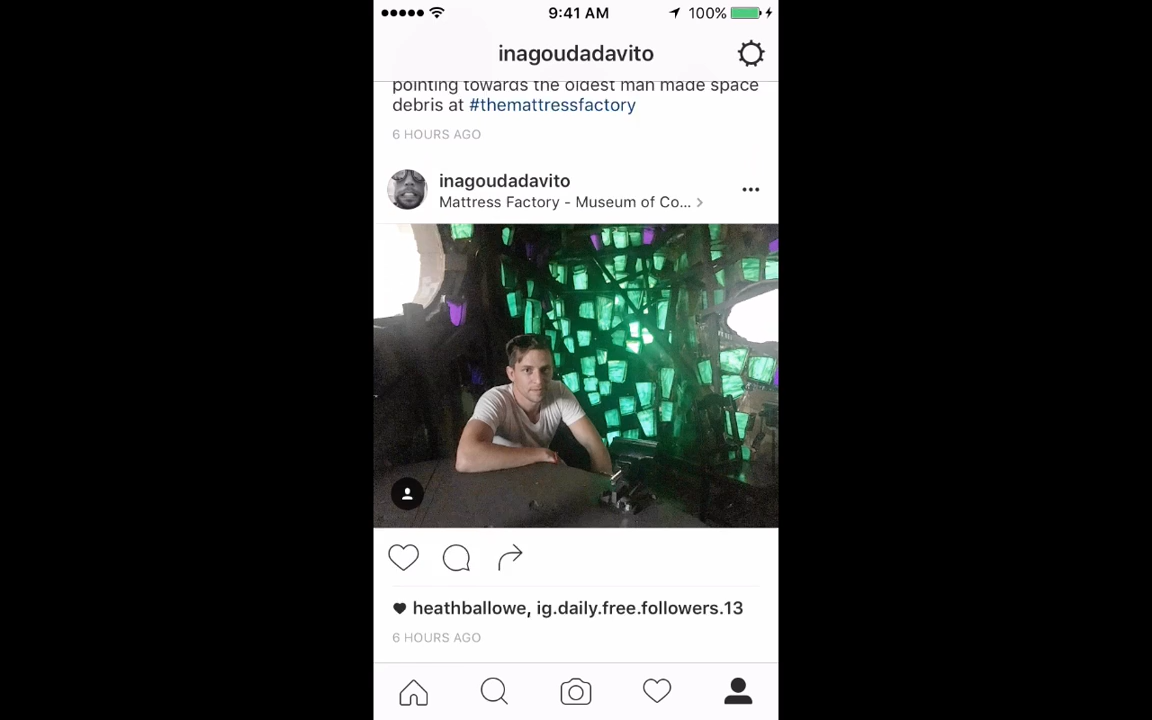 9:41 AM
100%
inagoudadavito
pointing towards the oldest man made space
debris at #themattressfactory
6 HOURS AGO
inagoudadavito
Mattress Factory - Museum of Co... >
heathballowe, ig.daily.free.followers.13
6 HOURS AGO